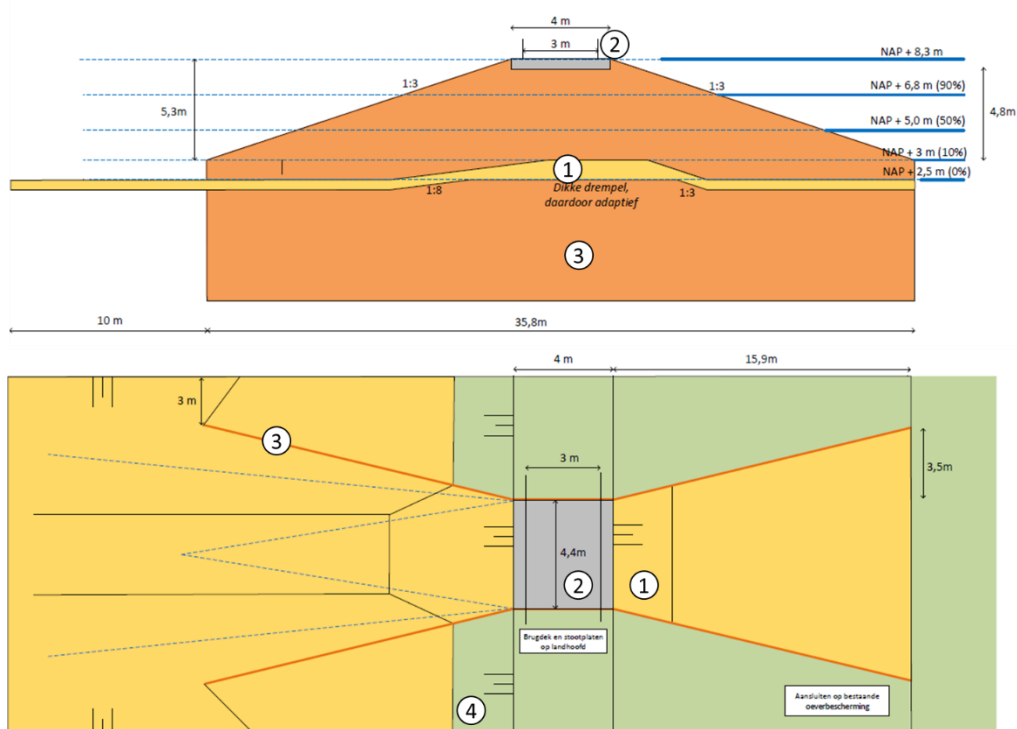 4 m
3 m
2
NAP + 8,3 m
1:3
1:3
NAP + 6,8 m (90%)
5,3m
4,8m
NAP + 5,0 m (50%)
NAP + 3 m (10%)
1
NAP + 2,5 m (0%)
1:8
Dikke drempel,
daardoor adaptief
1:3
3
10 m
35,8m
4 m
15,9m
3 m
3
3 m
3,5m
4,4m
2
1
Brugdek en stootplaten
op landhoofd
4
Aansluiten op bestaande
oeverbescherming